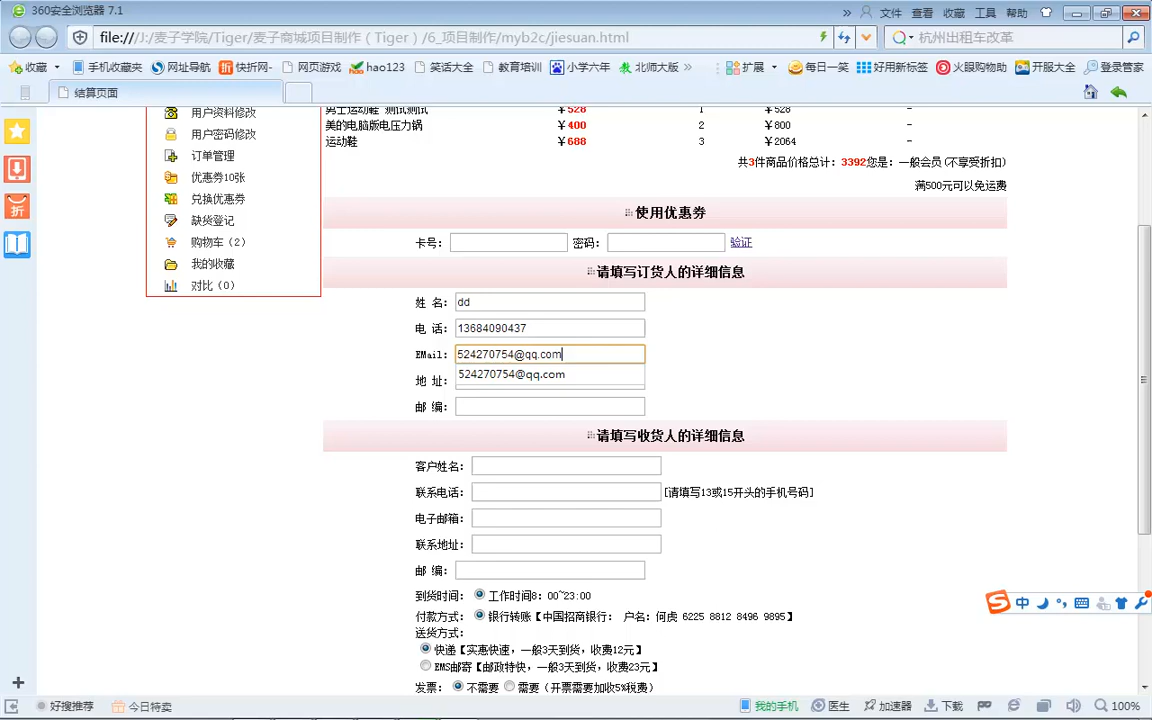 360安全浏览器 7.1
» 文件 查看 收藏 工具 帮助
file:///J:/麦子学院/Tiger/麦子商城项目制作（Tiger）/6_项目制作/myb2c/jiesuan.html
杭州出租车改革
收藏 手机收藏夹 网址导航 快折网- 网页游戏 hao123 笑话大全 教育培训 小学六年 北师大版 » 扩展 每日一笑 好用新标签 火眼购物助 开服大全 登录管家
结算页面
用户资料修改
用户密码修改
订单管理
优惠券10张
兑换优惠券
缺货登记
购物车（2）
我的收藏
对比（0）
男士运动鞋 测试测试 ￥528 1 ￥528 -
美的电脑版电压力锅 ￥400 2 ￥800 -
运动鞋 ￥688 3 ￥2064 -
共3件商品价格总计：3392您是：一般会员(不享受折扣)
满500元可以免运费
使用优惠券
卡号： 密码： 验证
请填写订货人的详细信息
姓 名： dd
电 话： 13684090437
EMail: 524270754@qq.com
524270754@qq.com
地 址：
邮 编：
请填写收货人的详细信息
客户姓名：
联系电话： [请填写13或15开头的手机号码]
电子邮箱：
联系地址：
邮 编：
到货时间： 工作时间8：00~23:00
付款方式： 银行转账【中国招商银行： 户名：何虎 6225 8812 8496 9895】
送货方式：
快递【实惠快速，一般3天到货，收费12元】
EMS邮寄【邮政特快，一般3天到货，收费23元】
发票： 不需要 需要（开票需要加收5%税费）
中
折
好搜推荐 今日特卖 我的手机 医生 加速器 下载 100%